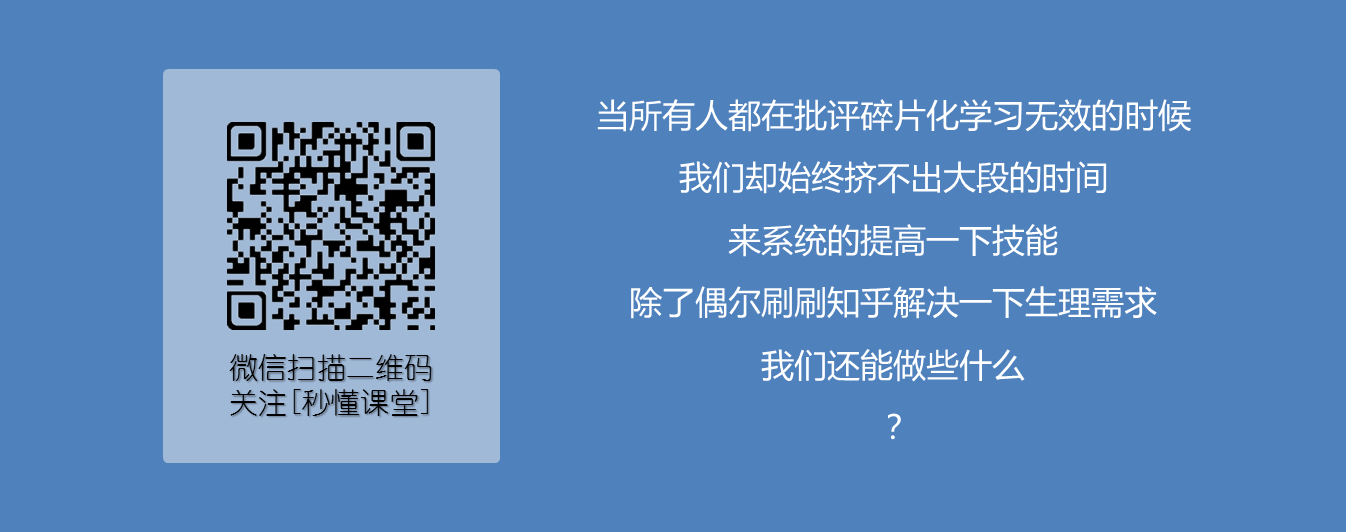 微信扫描二维码
关注[秒懂课堂]
当所有人都在批评碎片化学习无效的时候
我们却始终挤不出大段的时间
来系统的提高一下技能
除了偶尔刷刷知乎解决一下生理需求
我们还能做些什么
?